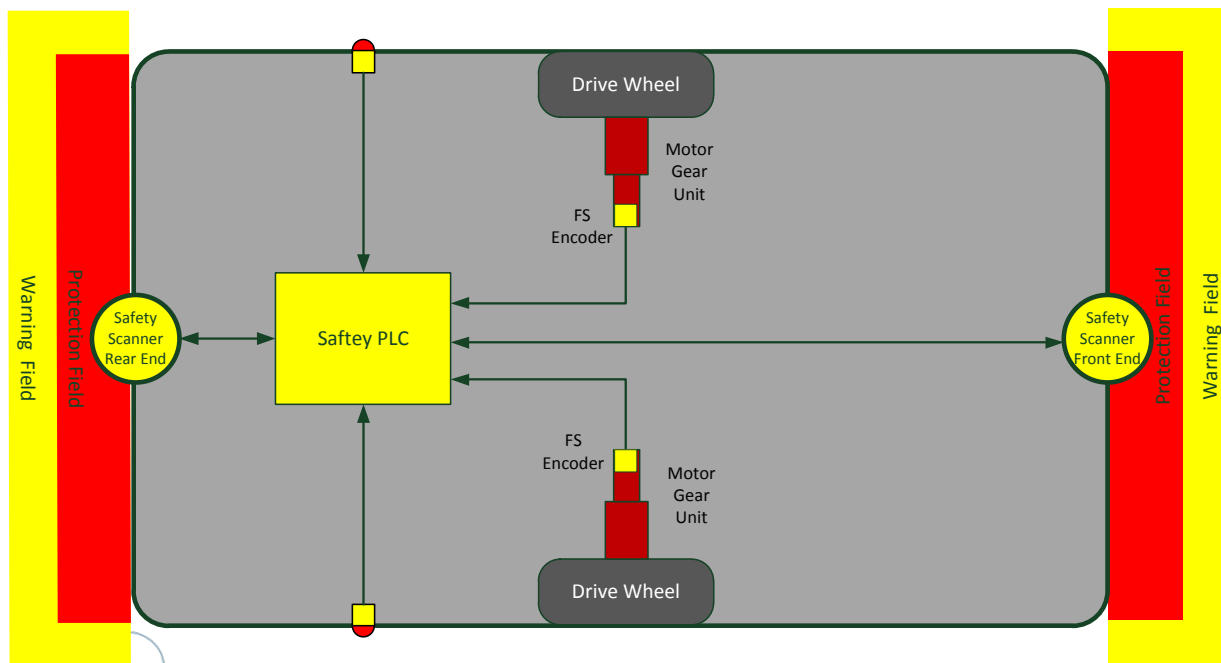 Drive Wheel
Motor
Gear
Unit
FS
Encoder
Warning Field
Protection Field
Safety
Scanner
Rear End
Saftey PLC
Safety
Scanner
Front End
Protection Field
Warning Field
FS
Encoder
Motor
Gear
Unit
Drive Wheel